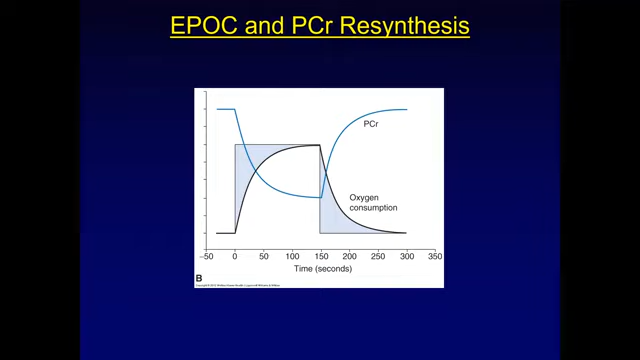 EPOC and PCr Resynthesis
PCr
Oxygen
consumption
−50 0 50 100 150 200 250 300 350
Time (seconds)
B